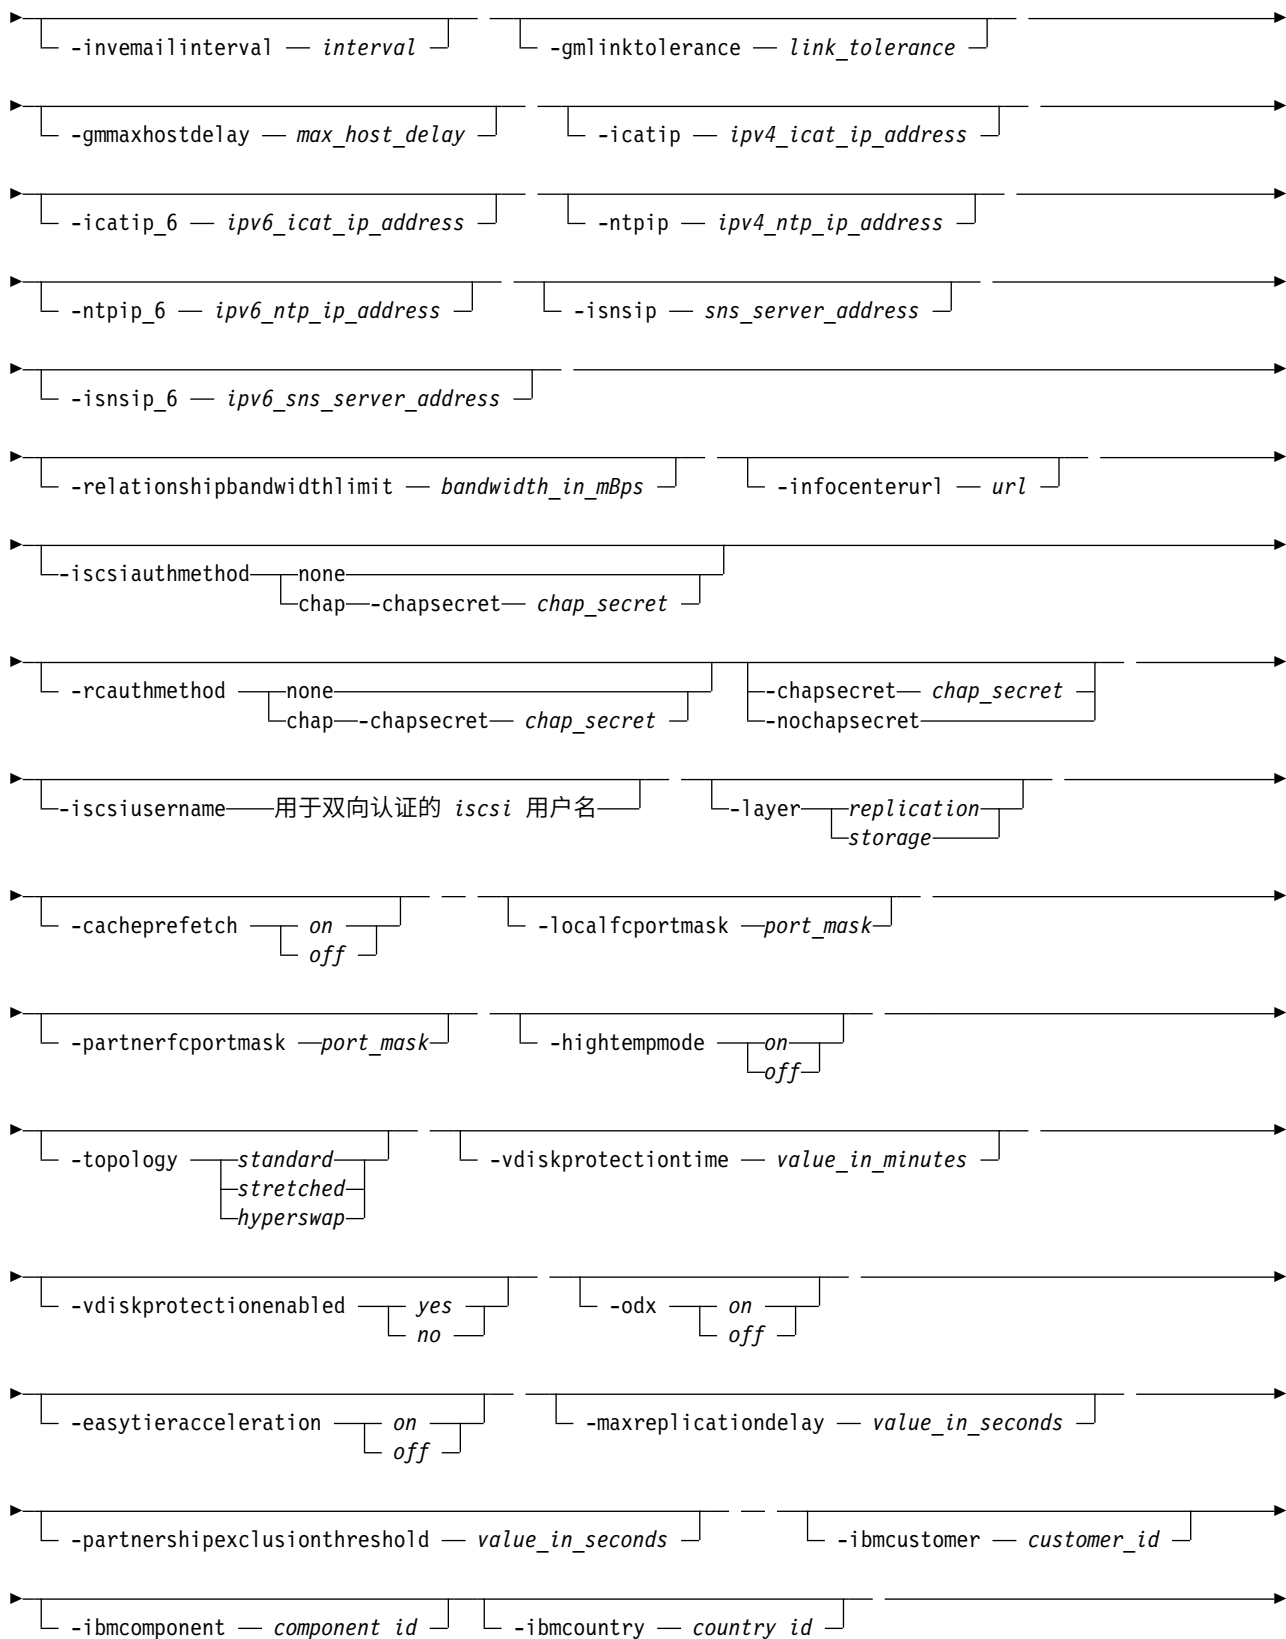 -invemailinterval — interval -gmlinktolerance — link_tolerance
-gmmaxhostdelay — max_host_delay -icatip — ipv4_icat_ip_address
-icatip_6 — ipv6_icat_ip_address -ntpip — ipv4_ntp_ip_address
-ntpip_6 — ipv6_ntp_ip_address -isnsip — sns_server_address
-isnsip_6 — ipv6_sns_server_address
-relationshipbandwidthlimit — bandwidth_in_mBps -infocenterurl — url
-iscsiauthmethod none
chap -chapsecret chap_secret
-rcauthmethod none -chapsecret chap_secret
chap -chapsecret chap_secret -nochapsecret
-iscsiusername 用于双向认证的 iscsi 用户名 -layer replication
storage
-cacheprefetch on -localfcportmask port_mask
off
-partnerfcportmask port_mask -hightempmode on
off
-topology standard -vdiskprotectiontime — value_in_minutes
stretched
hyperswap
-vdiskprotectionenabled yes -odx on
no off
-easytieracceleration on -maxreplicationdelay — value_in_seconds
off
-partnershipexclusionthreshold — value_in_seconds -ibmcustomer — customer_id
-ibmcomponent — component id -ibmcountry — country id